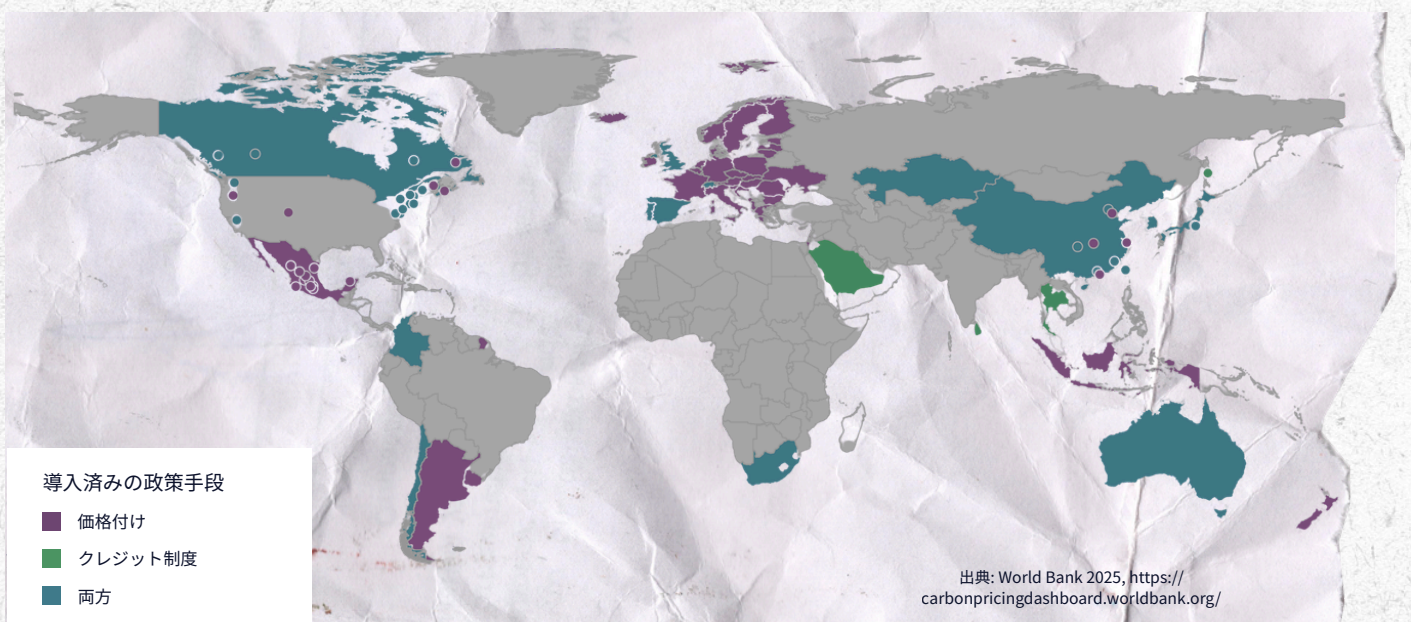 導入済みの政策手段
価格付け
クレジット制度
両方
出典: World Bank 2025, https://
carbonpricingdashboard.worldbank.org/